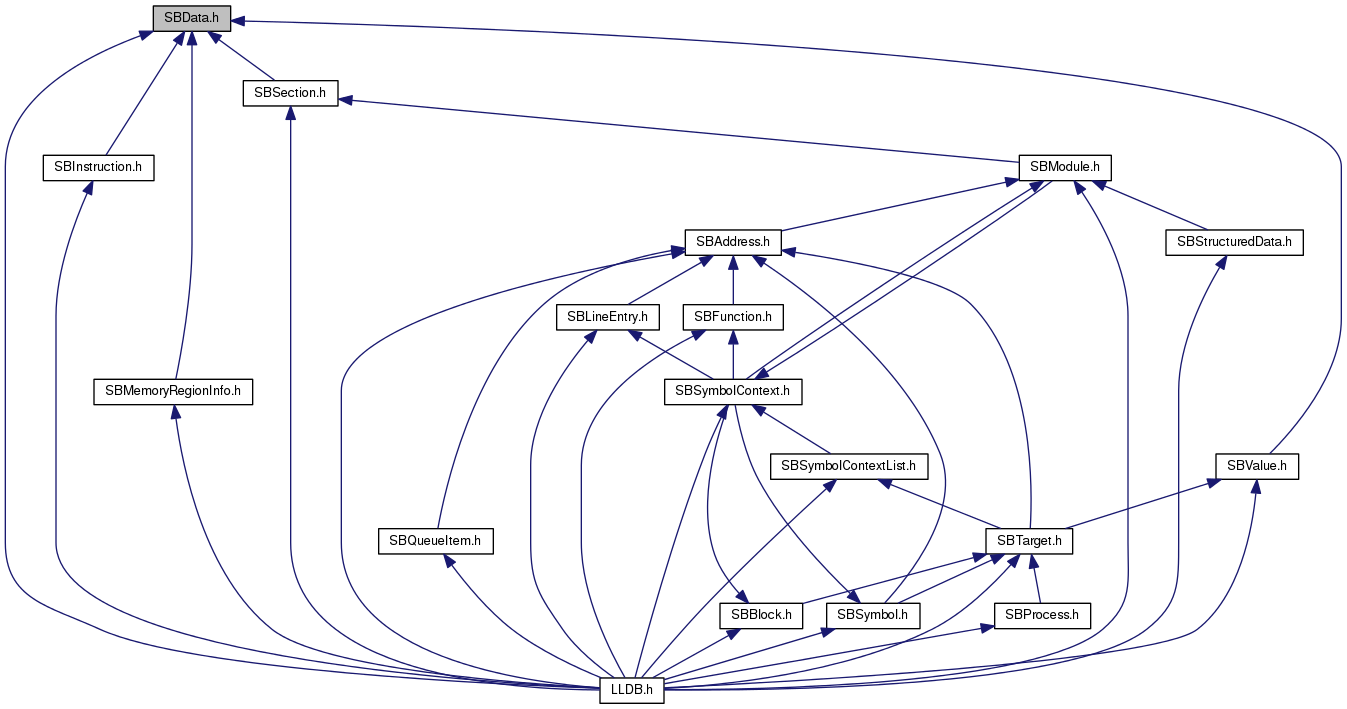 SBData.h
SBSection.h
SBInstruction.h
SBModule.h
SBAddress.h
SBStructuredData.h
SBLineEntry.h
SBFunction.h
SBMemoryRegionInfo.h
SBSymbolContext.h
SBSymbolContextList.h
SBValue.h
SBQueueItem.h
SBTarget.h
SBBlock.h
SBSymbol.h
SBProcess.h
LLDB.h